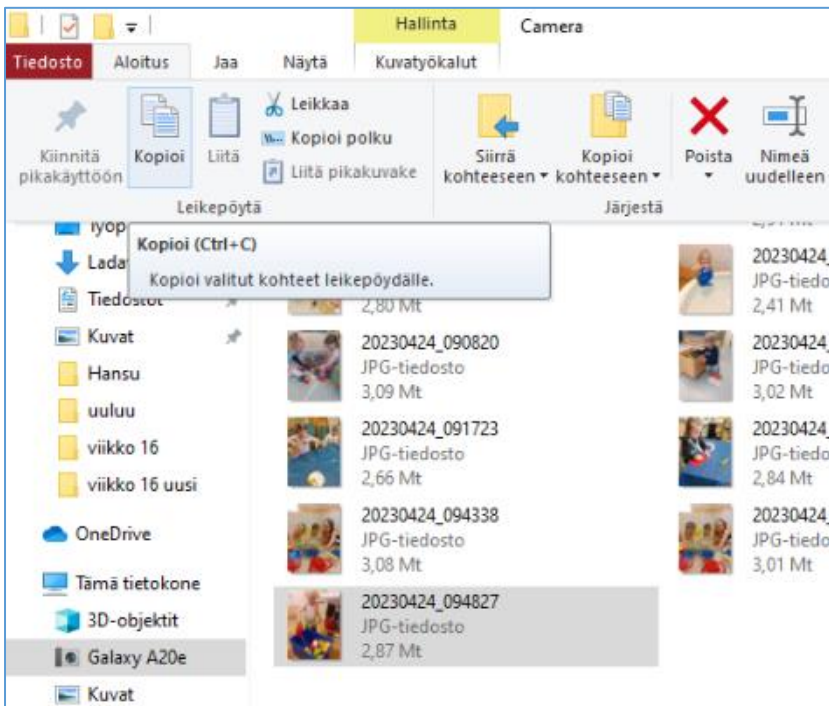 Hallinta
Camera
Tiedosto
Aloitus
Jaa
Näytä
Kuvatyökalut
Kiinnitä
pikakäyttöön
Kopioi
Liitä
Leikkaa
Kopioi polku
Liitä pikakuvake
Siirrä
kohteeseen
Kopioi
kohteeseen
Poista
Nimeä
uudelleen
Leikepöytä
Järjestä
Kopioi (Ctrl+C)
Kopioi valitut kohteet leikepöydälle.
Tiedostot
Kuvat
Hansu
uuluu
viikko 16
viikko 16 uusi
OneDrive
Tämä tietokone
3D-objektit
Galaxy A20e
Kuvat
2,80 Mt
20230424_090820
JPG-tiedosto
3,09 Mt
20230424_091723
JPG-tiedosto
2,66 Mt
20230424_094338
JPG-tiedosto
3,08 Mt
20230424_094827
JPG-tiedosto
2,87 Mt
20230424_
JPG-tiedo
2,41 Mt
20230424_
JPG-tiedo
3,02 Mt
20230424_
JPG-tiedo
2,84 Mt
20230424_
JPG-tiedo
3,01 Mt